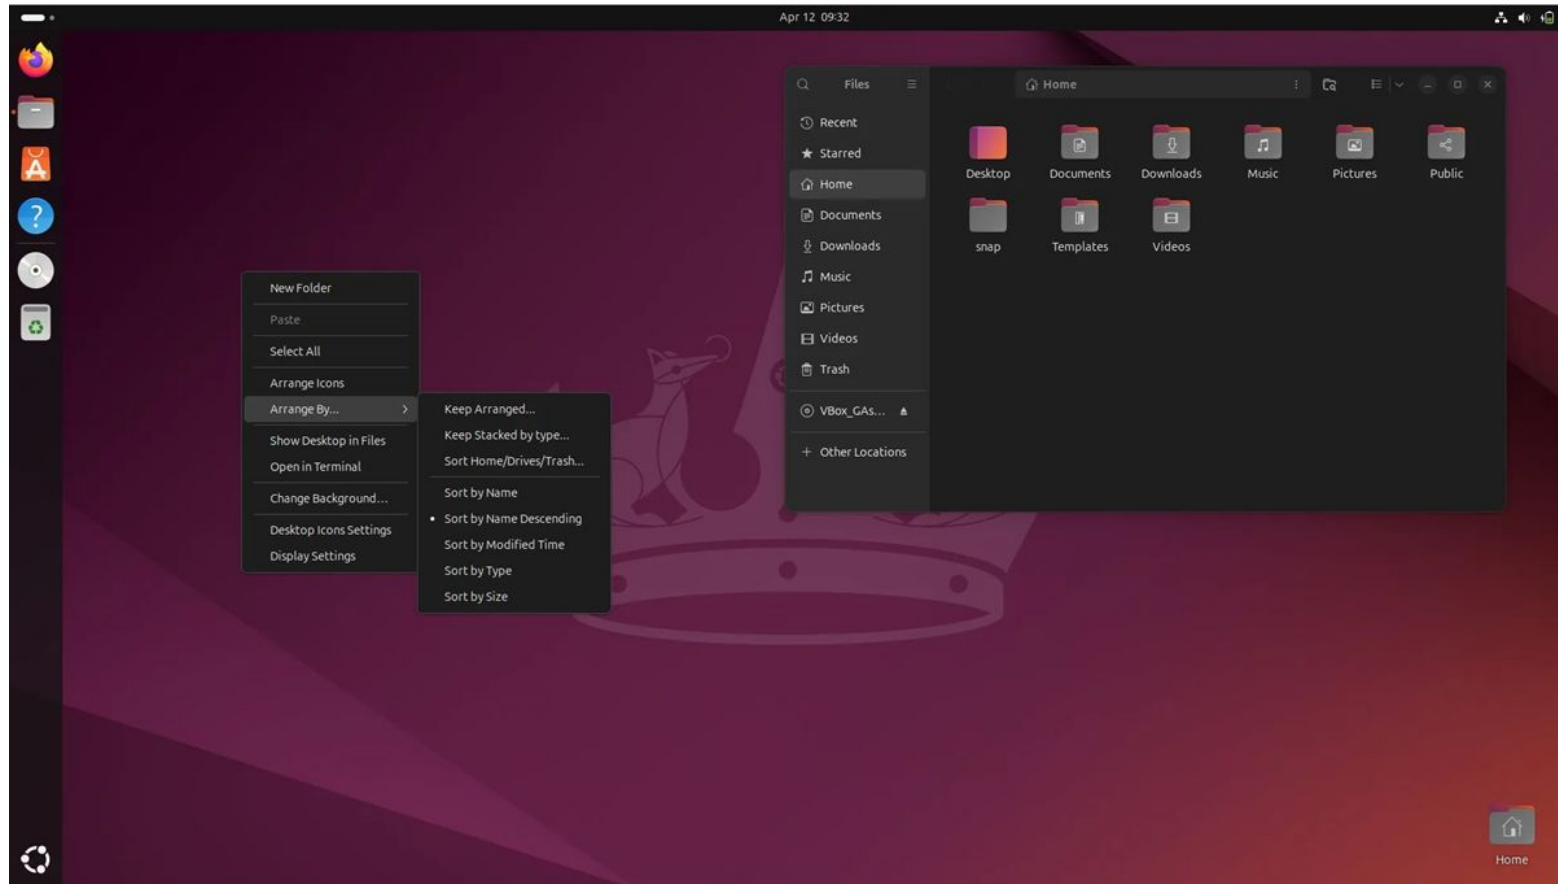 Apr 12 09:32
Files
Home
Recent
Starred
Home
Documents
Downloads
Music
Pictures
Videos
Trash
VBox_GAs...
Other Locations
Desktop
Documents
Downloads
Music
Pictures
Public
snap
Templates
Videos
New Folder
Paste
Select All
Arrange Icons
Arrange By...
Show Desktop in Files
Open in Terminal
Change Background...
Desktop Icons Settings
Display Settings
Keep Arranged...
Keep Stacked by type...
Sort Home/Drives/Trash...
Sort by Name
Sort by Name Descending
Sort by Modified Time
Sort by Type
Sort by Size
Home